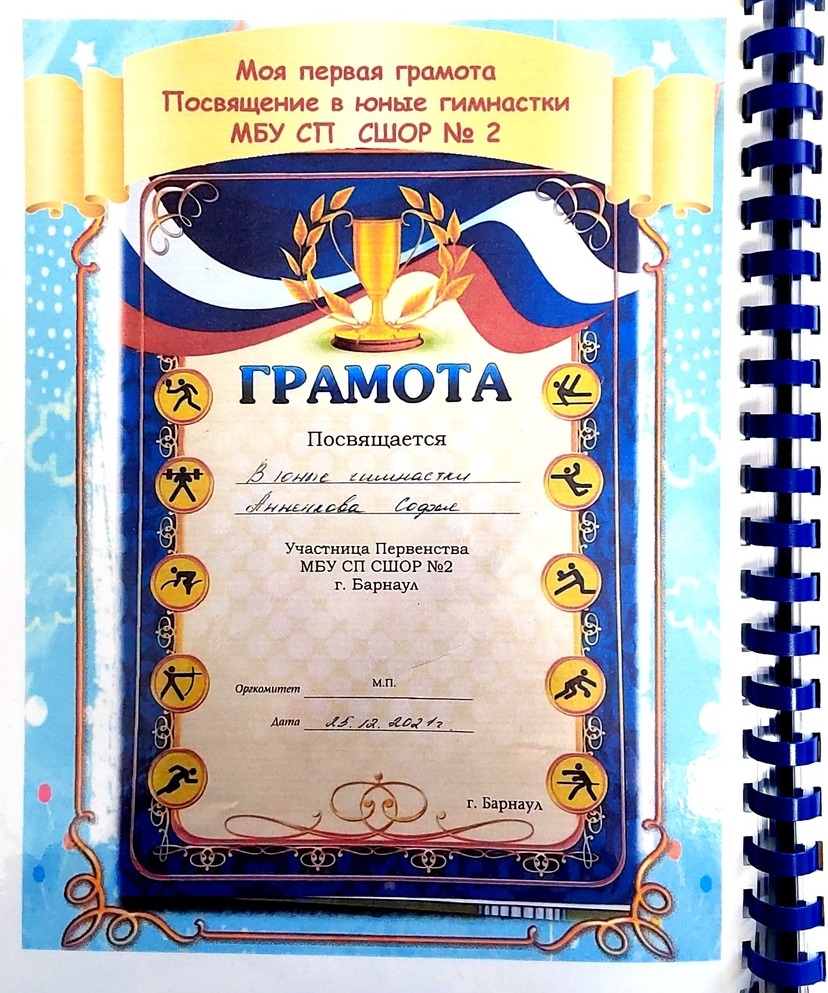 Моя первая грамота
Посвящение в юные гимнастки
МБУ СП СШОР № 2
ГРАМОТА
Посвящается
В юные гимнастки
Анненкова Софья
Участница Первенства
МБУ СП СШОР №2
г. Барнаул
М.П.
Оргкомитет
Дата 25.12.2021г.
г. Барнаул